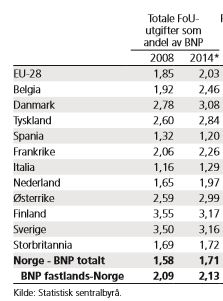 Totale FoU-
utgifter som
andel av BNP
2008 2014*
EU-28 1,85 2,03
Belgia 1,92 2,46
Danmark 2,78 3,08
Tyskland 2,60 2,84
Spania 1,32 1,20
Frankrike 2,06 2,26
Italia 1,16 1,29
Nederland 1,65 1,97
Østerrike 2,59 2,99
Finland 3,55 3,17
Sverige 3,50 3,16
Storbritannia 1,69 1,72
Norge - BNP totalt 1,58 1,71
BNP fastlands-Norge 2,09 2,13
Kilde: Statistisk sentralbyrå.